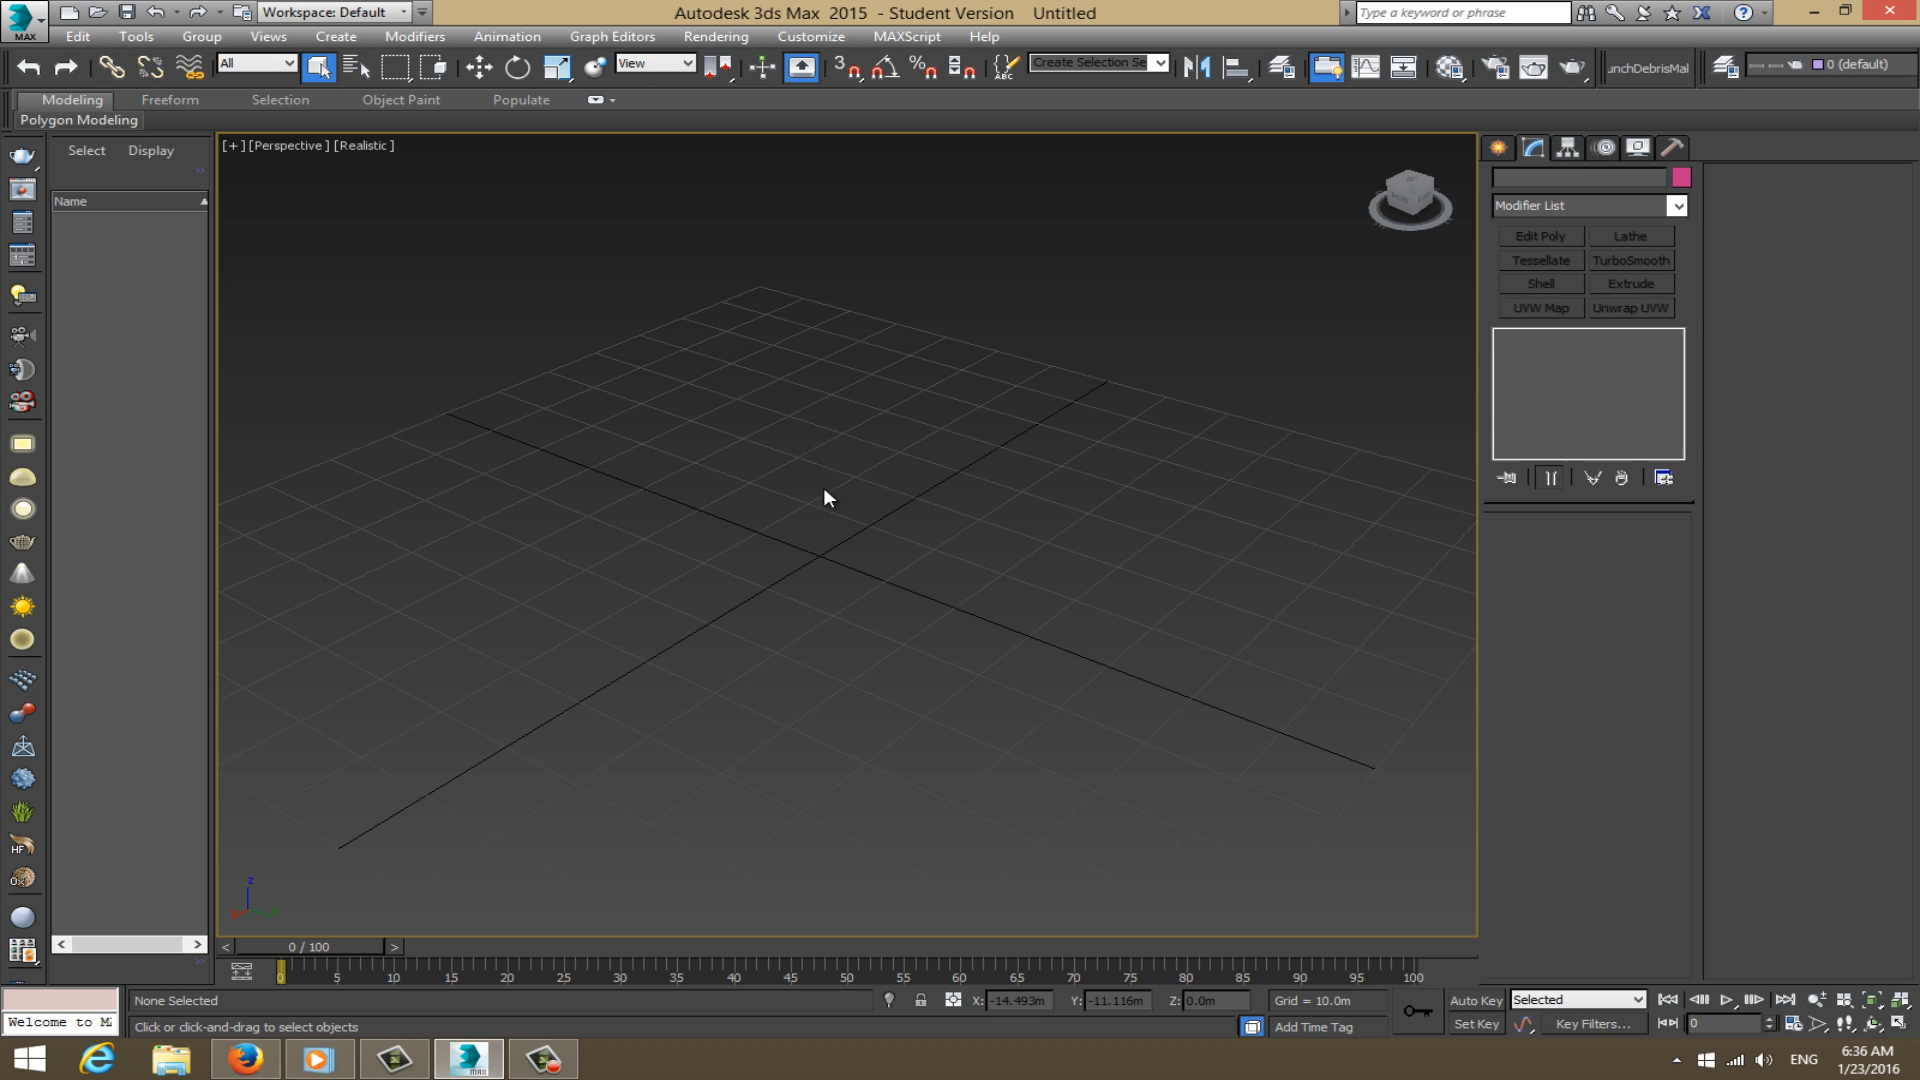 Workspace: Default
Autodesk 3ds Max 2015 - Student Version Untitled
Type a keyword or phrase
MAX
Edit Tools Group Views Create Modifiers Animation Graph Editors Rendering Customize MAXScript Help
All
View
3
%
ABC
Create Selection Se
unchDebrisMal
0 (default)
Modeling Freeform Selection Object Paint Populate
Polygon Modeling
Select Display
Name
[+] [Perspective] [Realistic]
Modifier List
Edit Poly Lathe
Tessellate TurboSmooth
Shell Extrude
UVW Map Unwrap UVW
HF
z
< 0 / 100 >
0 5 10 15 20 25 30 35 40 45 50 55 60 65 70 75 80 85 90 95 100
None Selected
X: -14.493m Y: -11.116m Z: 0.0m Grid = 10.0m
Auto Key Selected
Welcome to M
Click or click-and-drag to select objects
Add Time Tag
Set Key Key Filters... 0
MAX
ENG
6:36 AM
1/23/2016